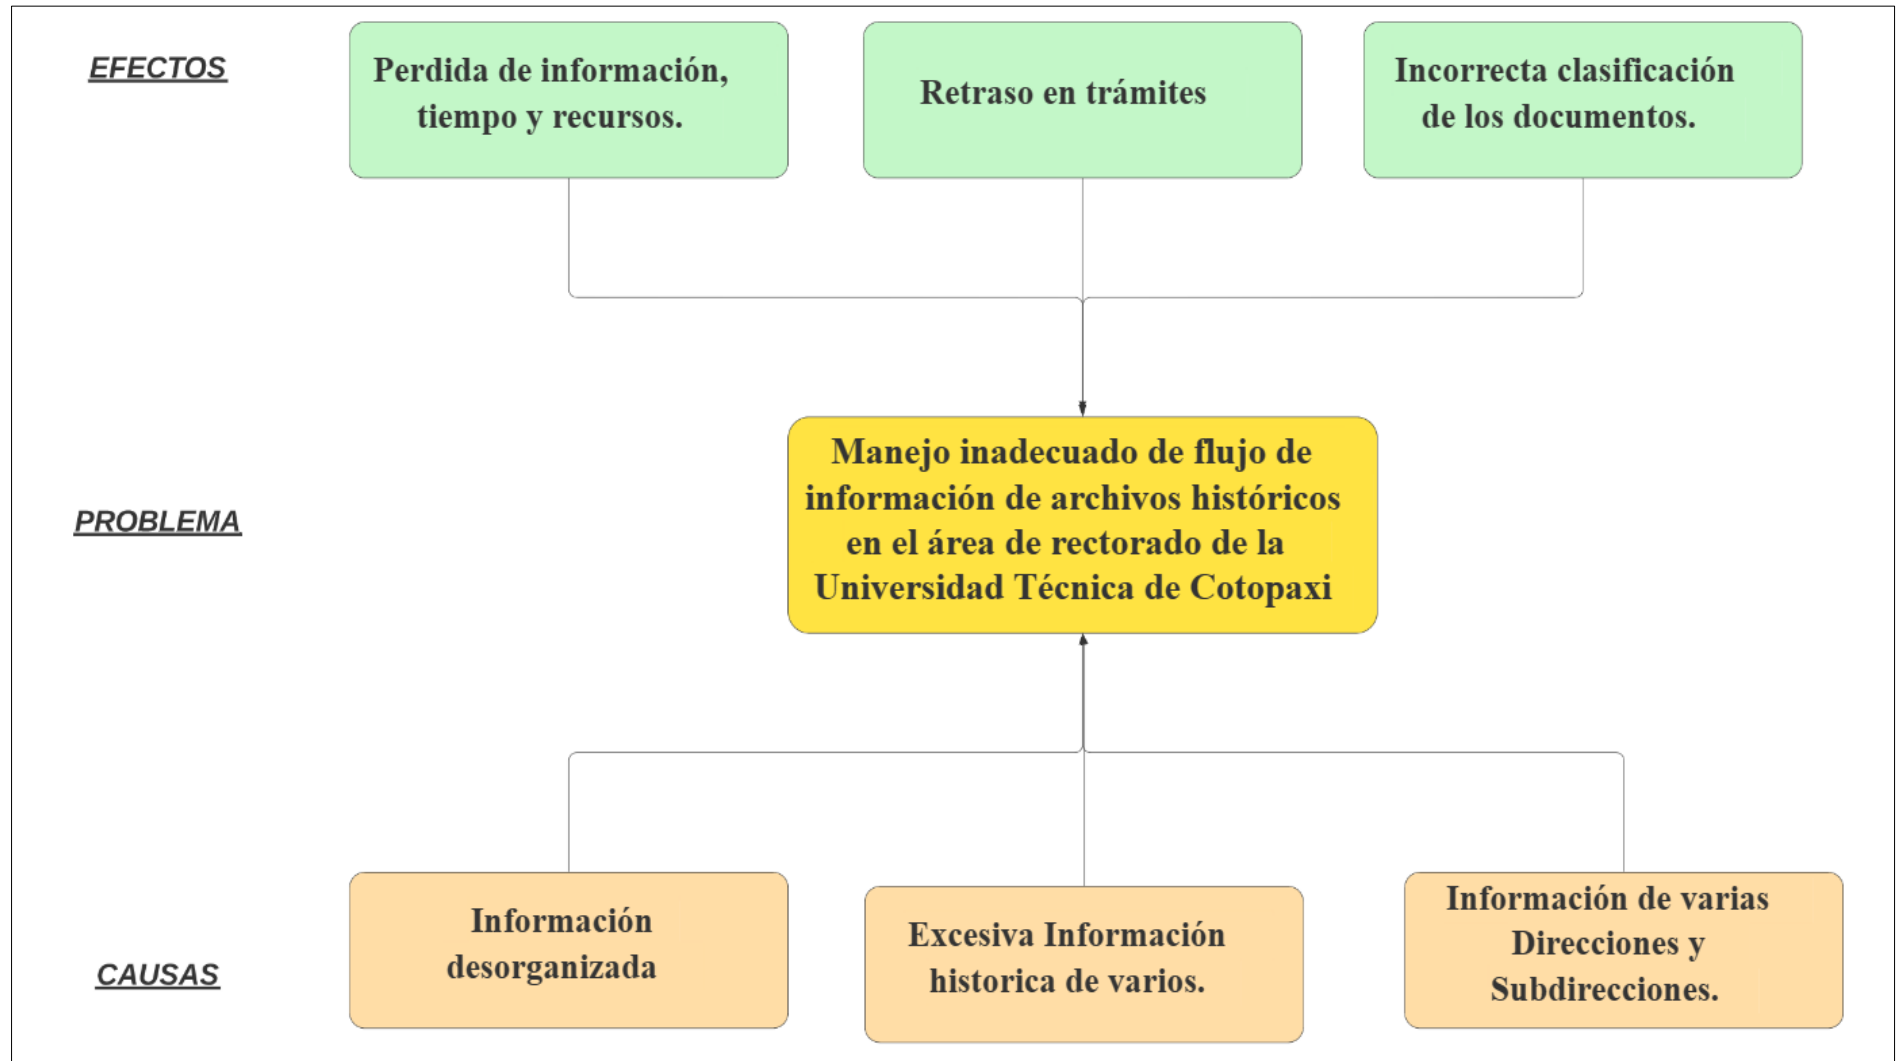 EFECTOS
Perdida de información,
tiempo y recursos.
Retraso en trámites
Incorrecta clasificación
de los documentos.
PROBLEMA
Manejo inadecuado de flujo de
información de archivos históricos
en el área de rectorado de la
Universidad Técnica de Cotopaxi
CAUSAS
Información
desorganizada
Excesiva Información
historica de varios.
Información de varias
Direcciones y
Subdirecciones.